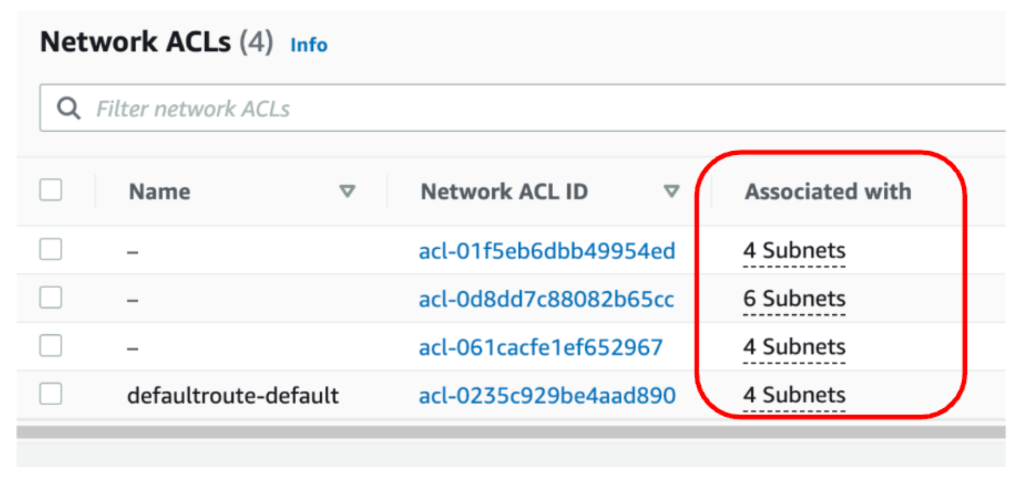 Network ACLs (4) Info
Filter network ACLs
Name Network ACL ID Associated with
– acl-01f5eb6dbb49954ed 4 Subnets
– acl-0d8dd7c88082b65cc 6 Subnets
– acl-061cacfe1ef652967 4 Subnets
defaultroute-default acl-0235c929be4aad890 4 Subnets